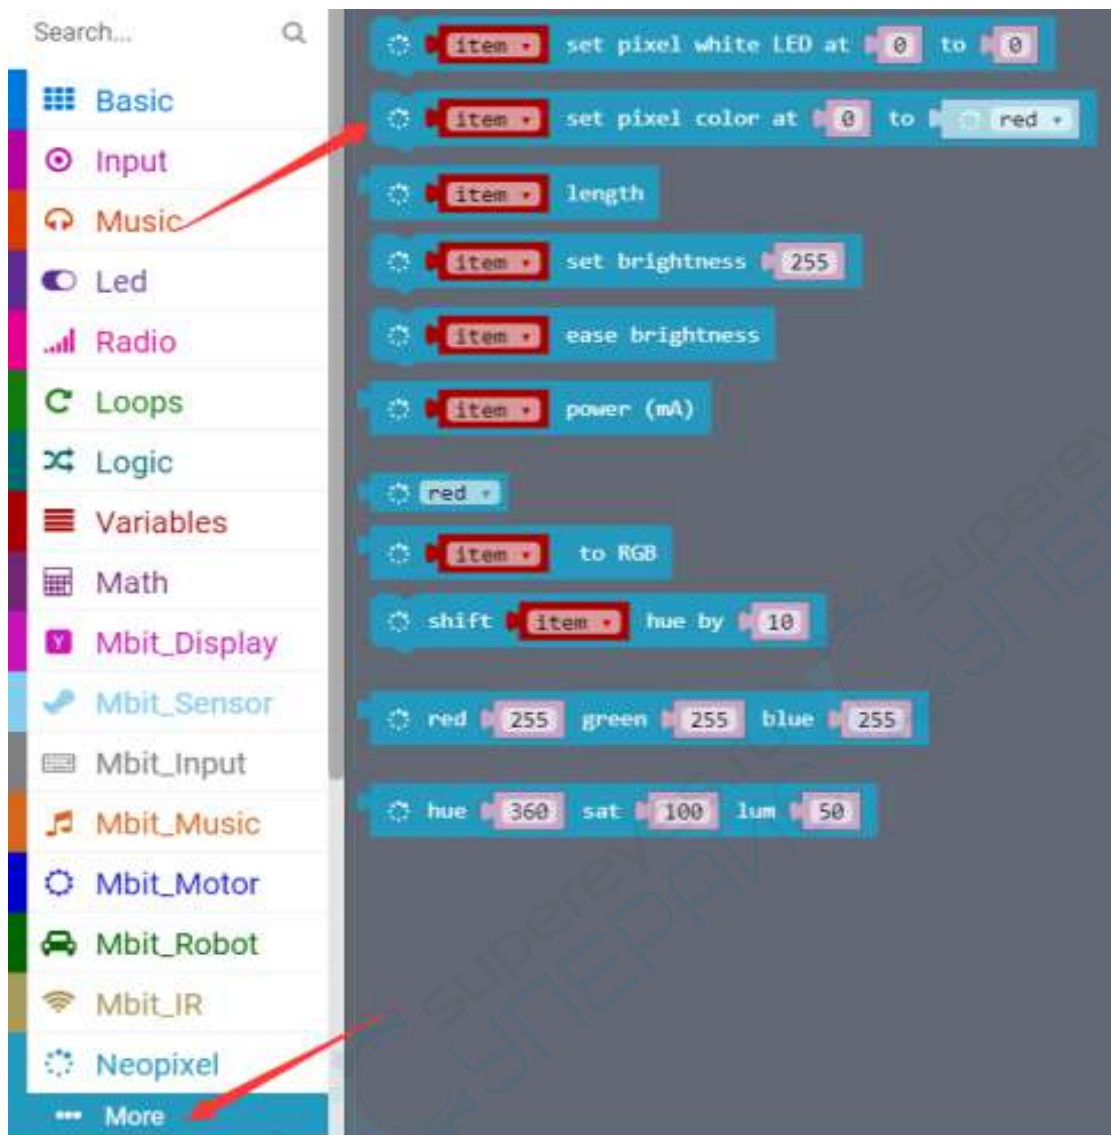 Search...
Basic
Input
Music
Led
Radio
Loops
Logic
Variables
Math
Mbit_Display
Mbit_Sensor
Mbit_Input
Mbit_Music
Mbit_Motor
Mbit_Robot
Mbit_IR
Neopixel
More
item set pixel white LED at 0 to 0
item set pixel color at 0 to red
item length
item set brightness 255
item ease brightness
item power (mA)
red
item to RGB
shift item hue by 10
red 255 green 255 blue 255
hue 360 sat 100 lum 50